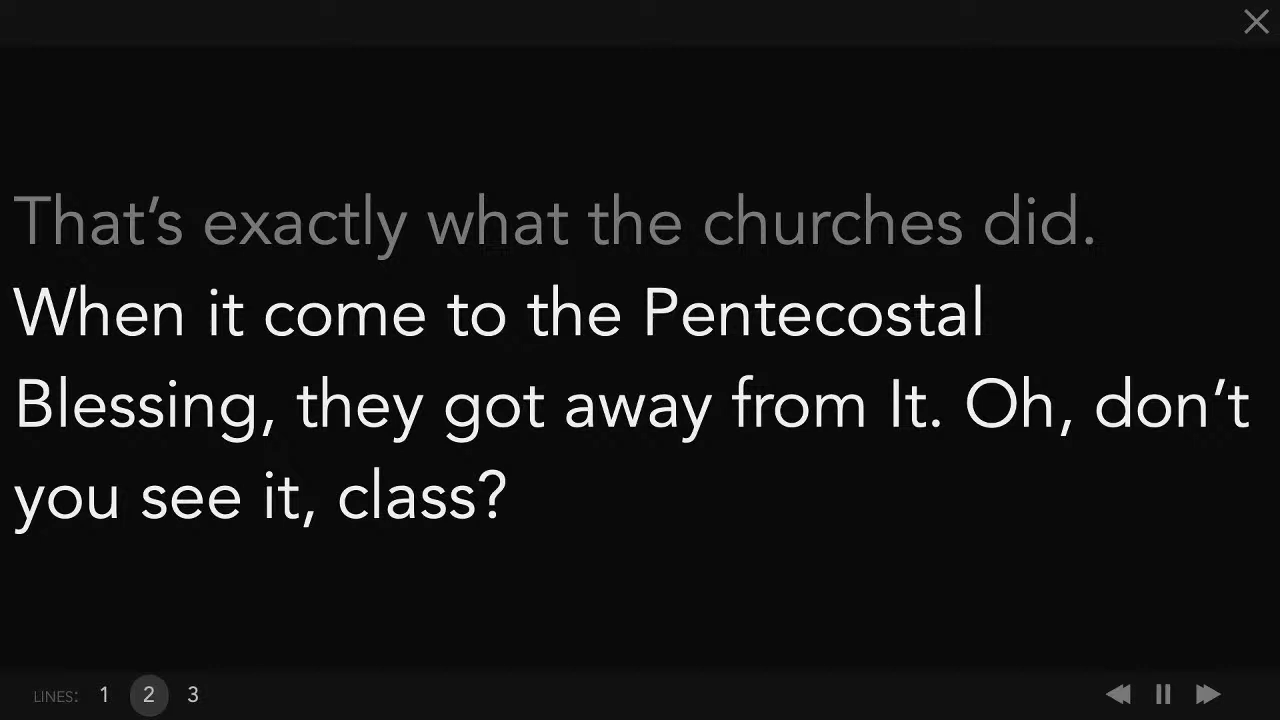 That’s exactly what the churches did.
When it come to the Pentecostal
Blessing, they got away from It. Oh, don’t
you see it, class?
LINES: 1 2 3